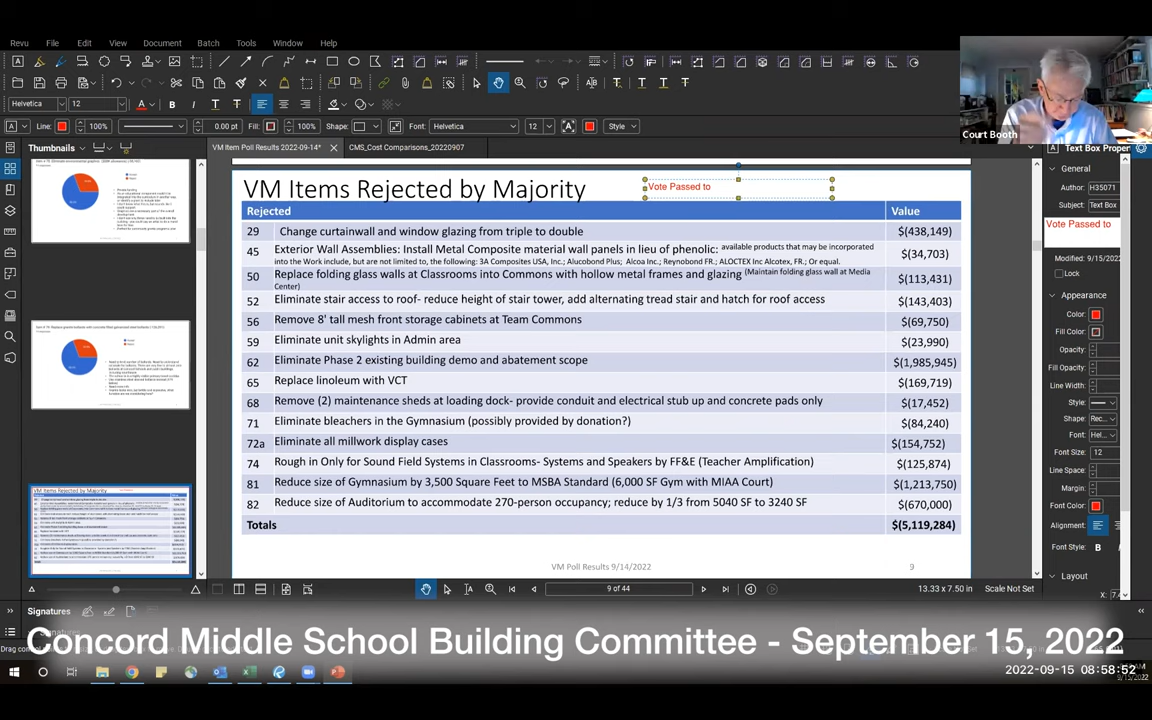 Revu File Edit View Document Batch Tools Window Help
Helvetica 12 A B I T T
Line: 100% 0.00 pt Fill: 100% Shape: Font: Helvetica 12 Style
Court Booth
Thumbnails
VM Item Poll Results 2022-09-14* CMS_Cost Comparisons_20220907
Text Box Proper
General
Author: H35071
Subject: Text Box
Vote Passed to
Modified: 9/15/2022
Lock
Appearance
Color:
Fill Color:
Opacity:
Fill Opacity:
Line Width:
Style:
Shape: Rec...
Font: Hel...
Font Size: 12
Line Space:
Margin:
Font Color:
Alignment:
Font Style: B I
Layout
VM Items Rejected by Majority
Vote Passed to
Rejected Value
29 Change curtainwall and window glazing from triple to double $(438,149)
45 Exterior Wall Assemblies: Install Metal Composite material wall panels in lieu of phenolic: available products that may be incorporated
into the Work include, but are not limited to, the following: 3A Composites USA, Inc.; Alucobond Plus; Alcoa Inc.; Reynobond FR.; ALOCTEX Inc Alcotex, FR.; Or equal. $(34,703)
50 Replace folding glass walls at Classrooms into Commons with hollow metal frames and glazing (Maintain folding glass wall at Media
Center) $(113,431)
52 Eliminate stair access to roof- reduce height of stair tower, add alternating tread stair and hatch for roof access $(143,403)
56 Remove 8' tall mesh front storage cabinets at Team Commons $(69,750)
59 Eliminate unit skylights in Admin area $(23,990)
62 Eliminate Phase 2 existing building demo and abatement scope $(1,985,945)
65 Replace linoleum with VCT $(169,719)
68 Remove (2) maintenance sheds at loading dock- provide conduit and electrical stub up and concrete pads only $(17,452)
71 Eliminate bleachers in the Gymnasium (possibly provided by donation?) $(84,240)
72a Eliminate all millwork display cases $(154,752)
74 Rough in Only for Sound Field Systems in Classrooms- Systems and Speakers by FF&E (Teacher Amplification) $(125,874)
81 Reduce size of Gymnasium by 3,500 Square Feet to MSBA Standard (6,000 SF Gym with MIAA Court) $(1,213,750)
82 Reduce size of Auditorium to accommodate 270-person occupancy; reduce by 1/3 from 5040 SF to 3240 SF $(670,000)
Totals $(5,119,284)
VM Poll Results 9/14/2022 9
9 of 44 13.33 x 7.50 in Scale Not Set
Signatures
Concord Middle School Building Committee - September 15, 2022
2022-09-15 08:58:52